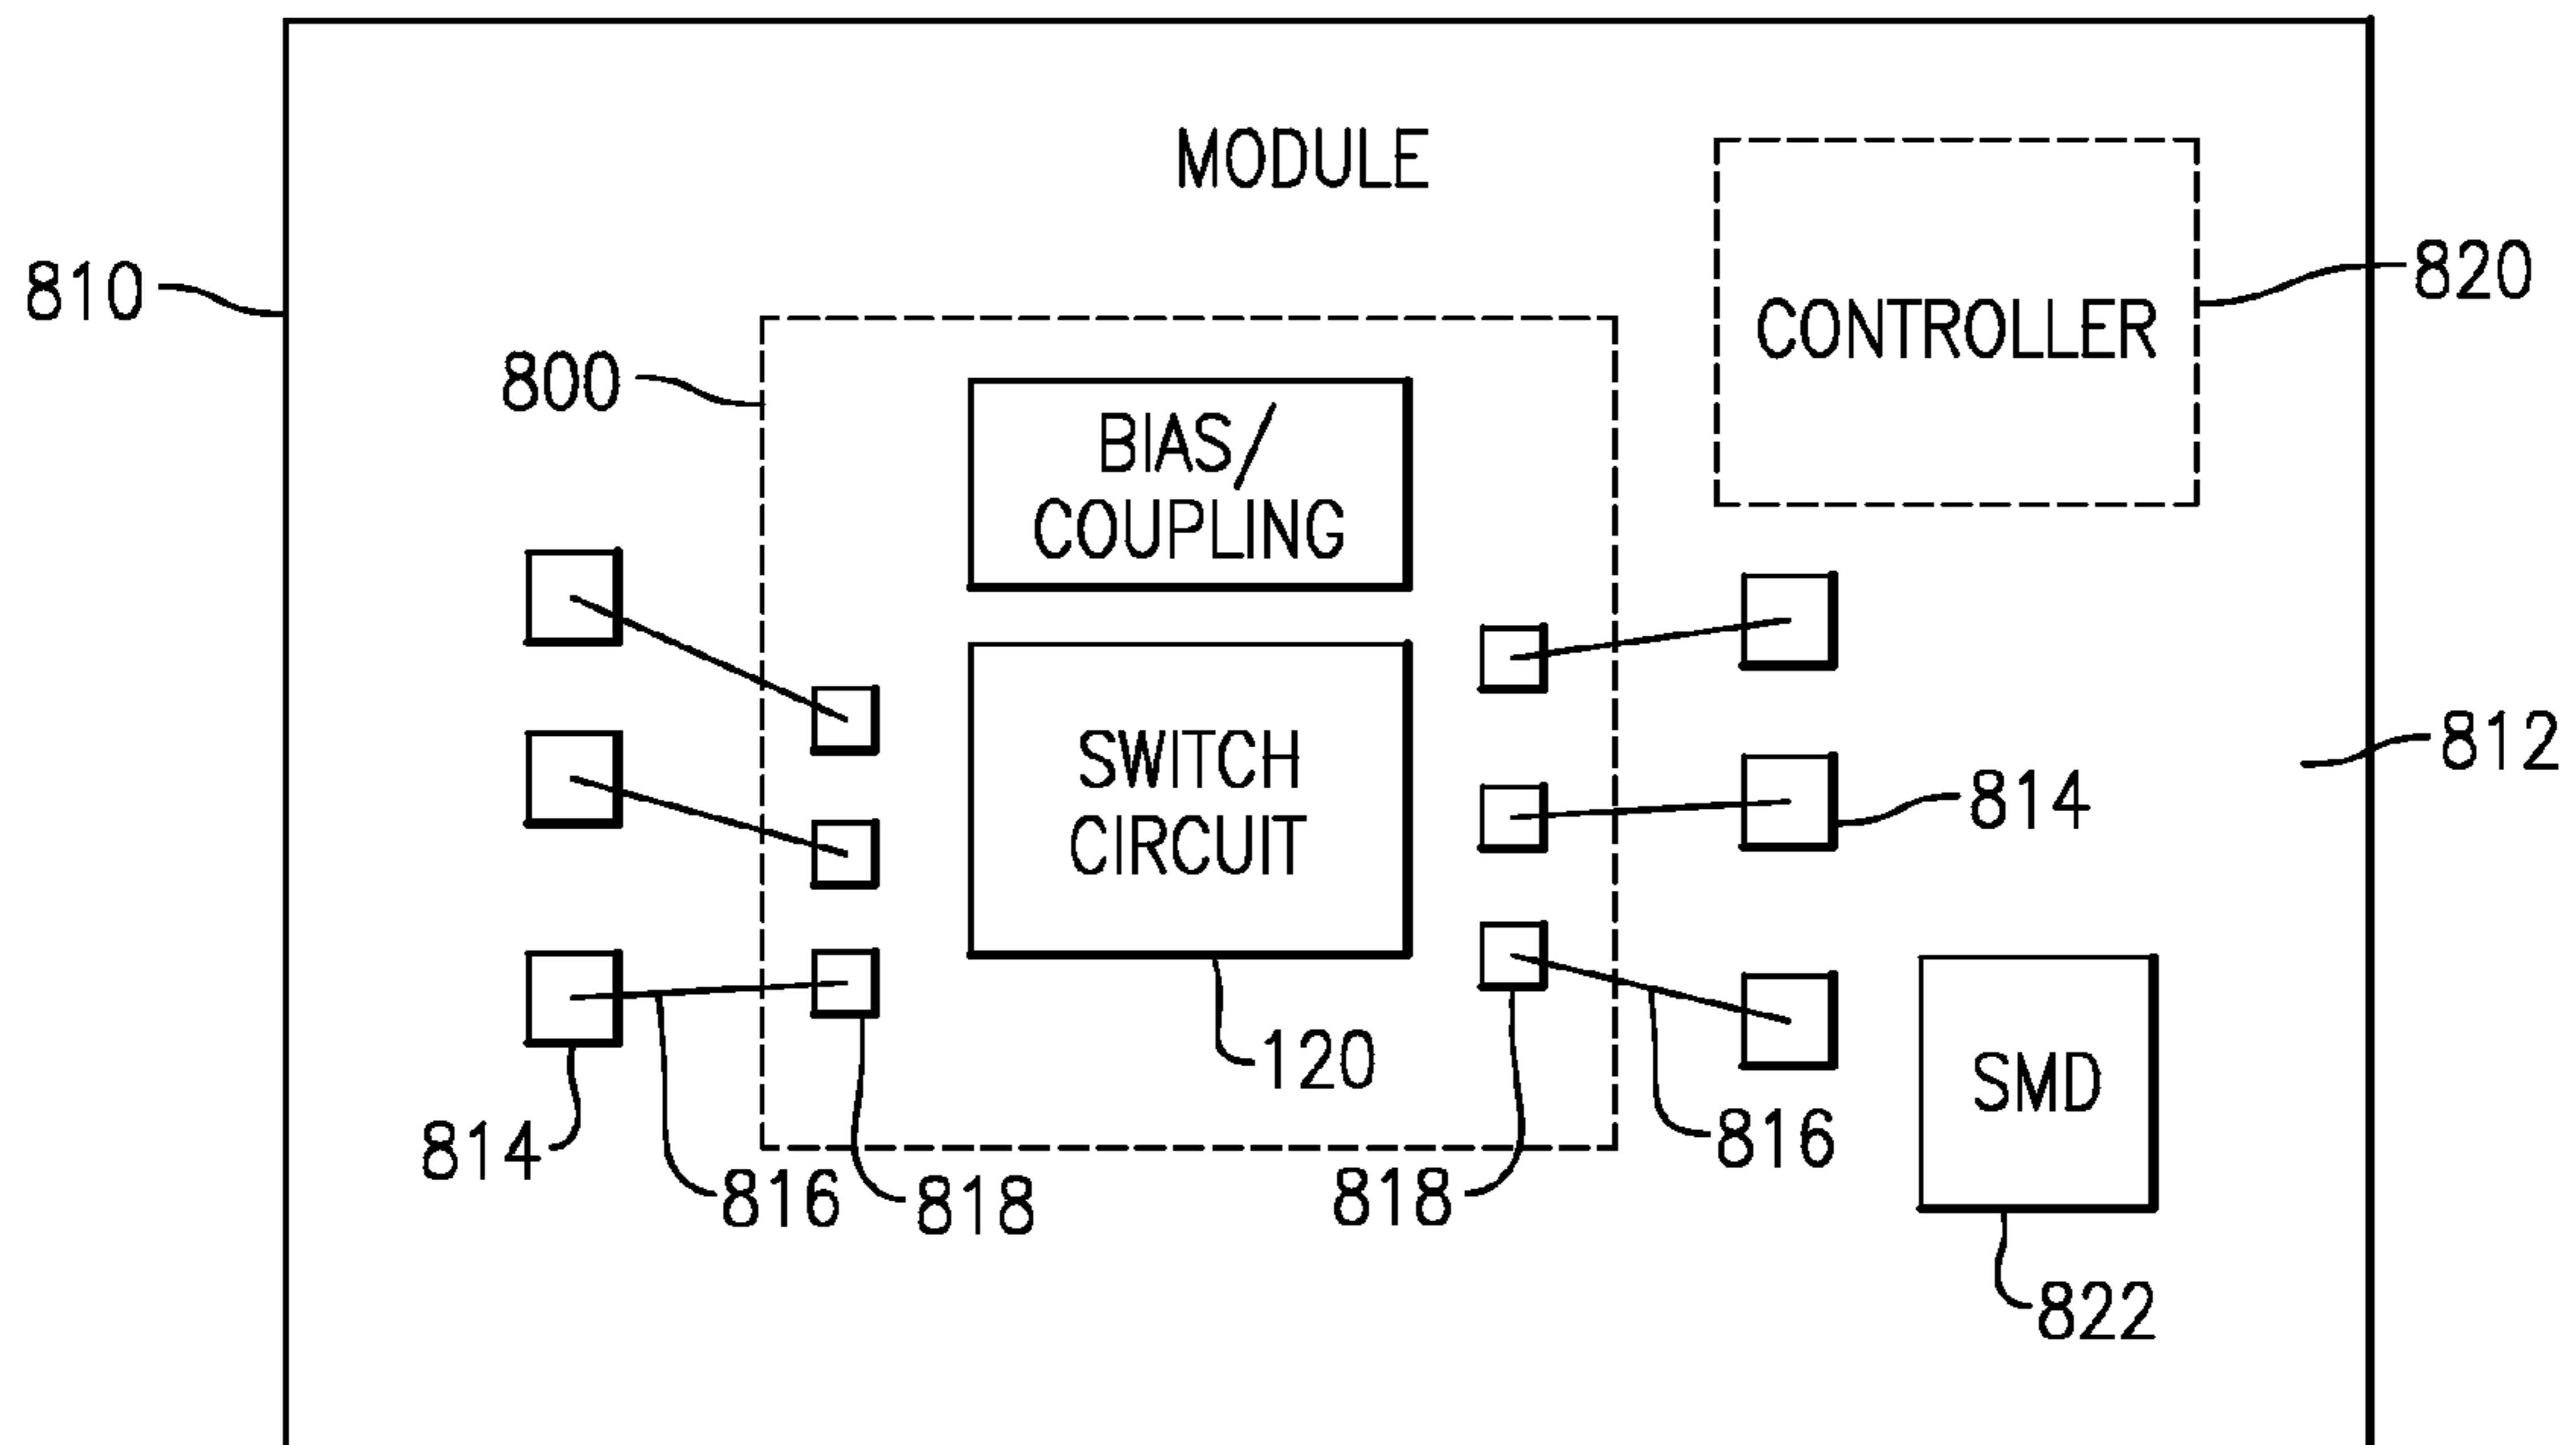 MODULE
810
820
CONTROLLER
800
BIAS/
COUPLING
SWITCH
CIRCUIT
812
814
120
SMD
814
816
818
818
816
822